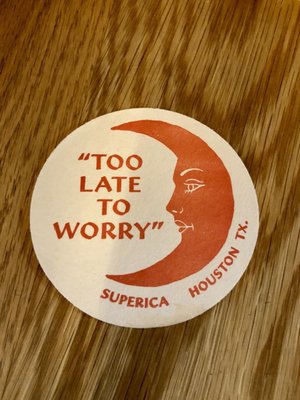 “TOO
LATE
TO
WORRY”
SUPERICA HOUSTON TX.